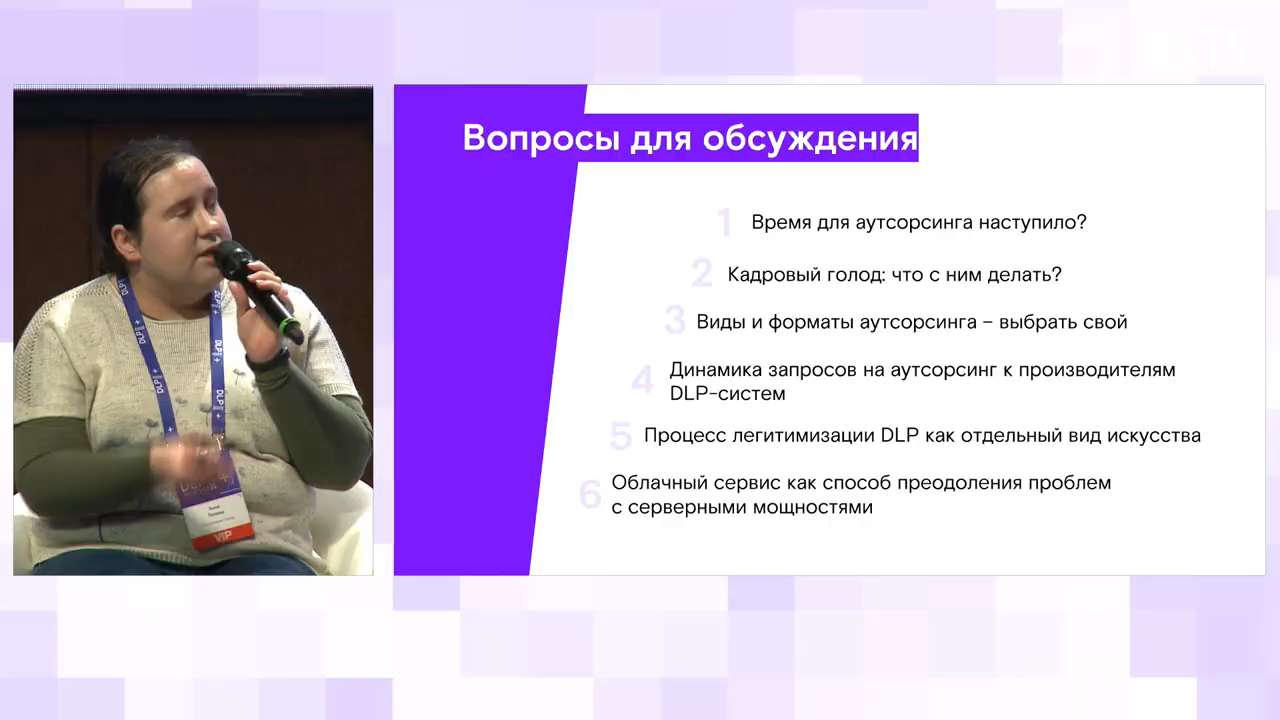 Вопросы для обсуждения
1 Время для аутсорсинга наступило?
2 Кадровый голод: что с ним делать?
3 Виды и форматы аутсорсинга – выбрать свой
4 Динамика запросов на аутсорсинг к производителям
DLP-систем
5 Процесс легитимизации DLP как отдельный вид искусства
6 Облачный сервис как способ преодоления проблем
с серверными мощностями
DLP+
DLP+
VIP